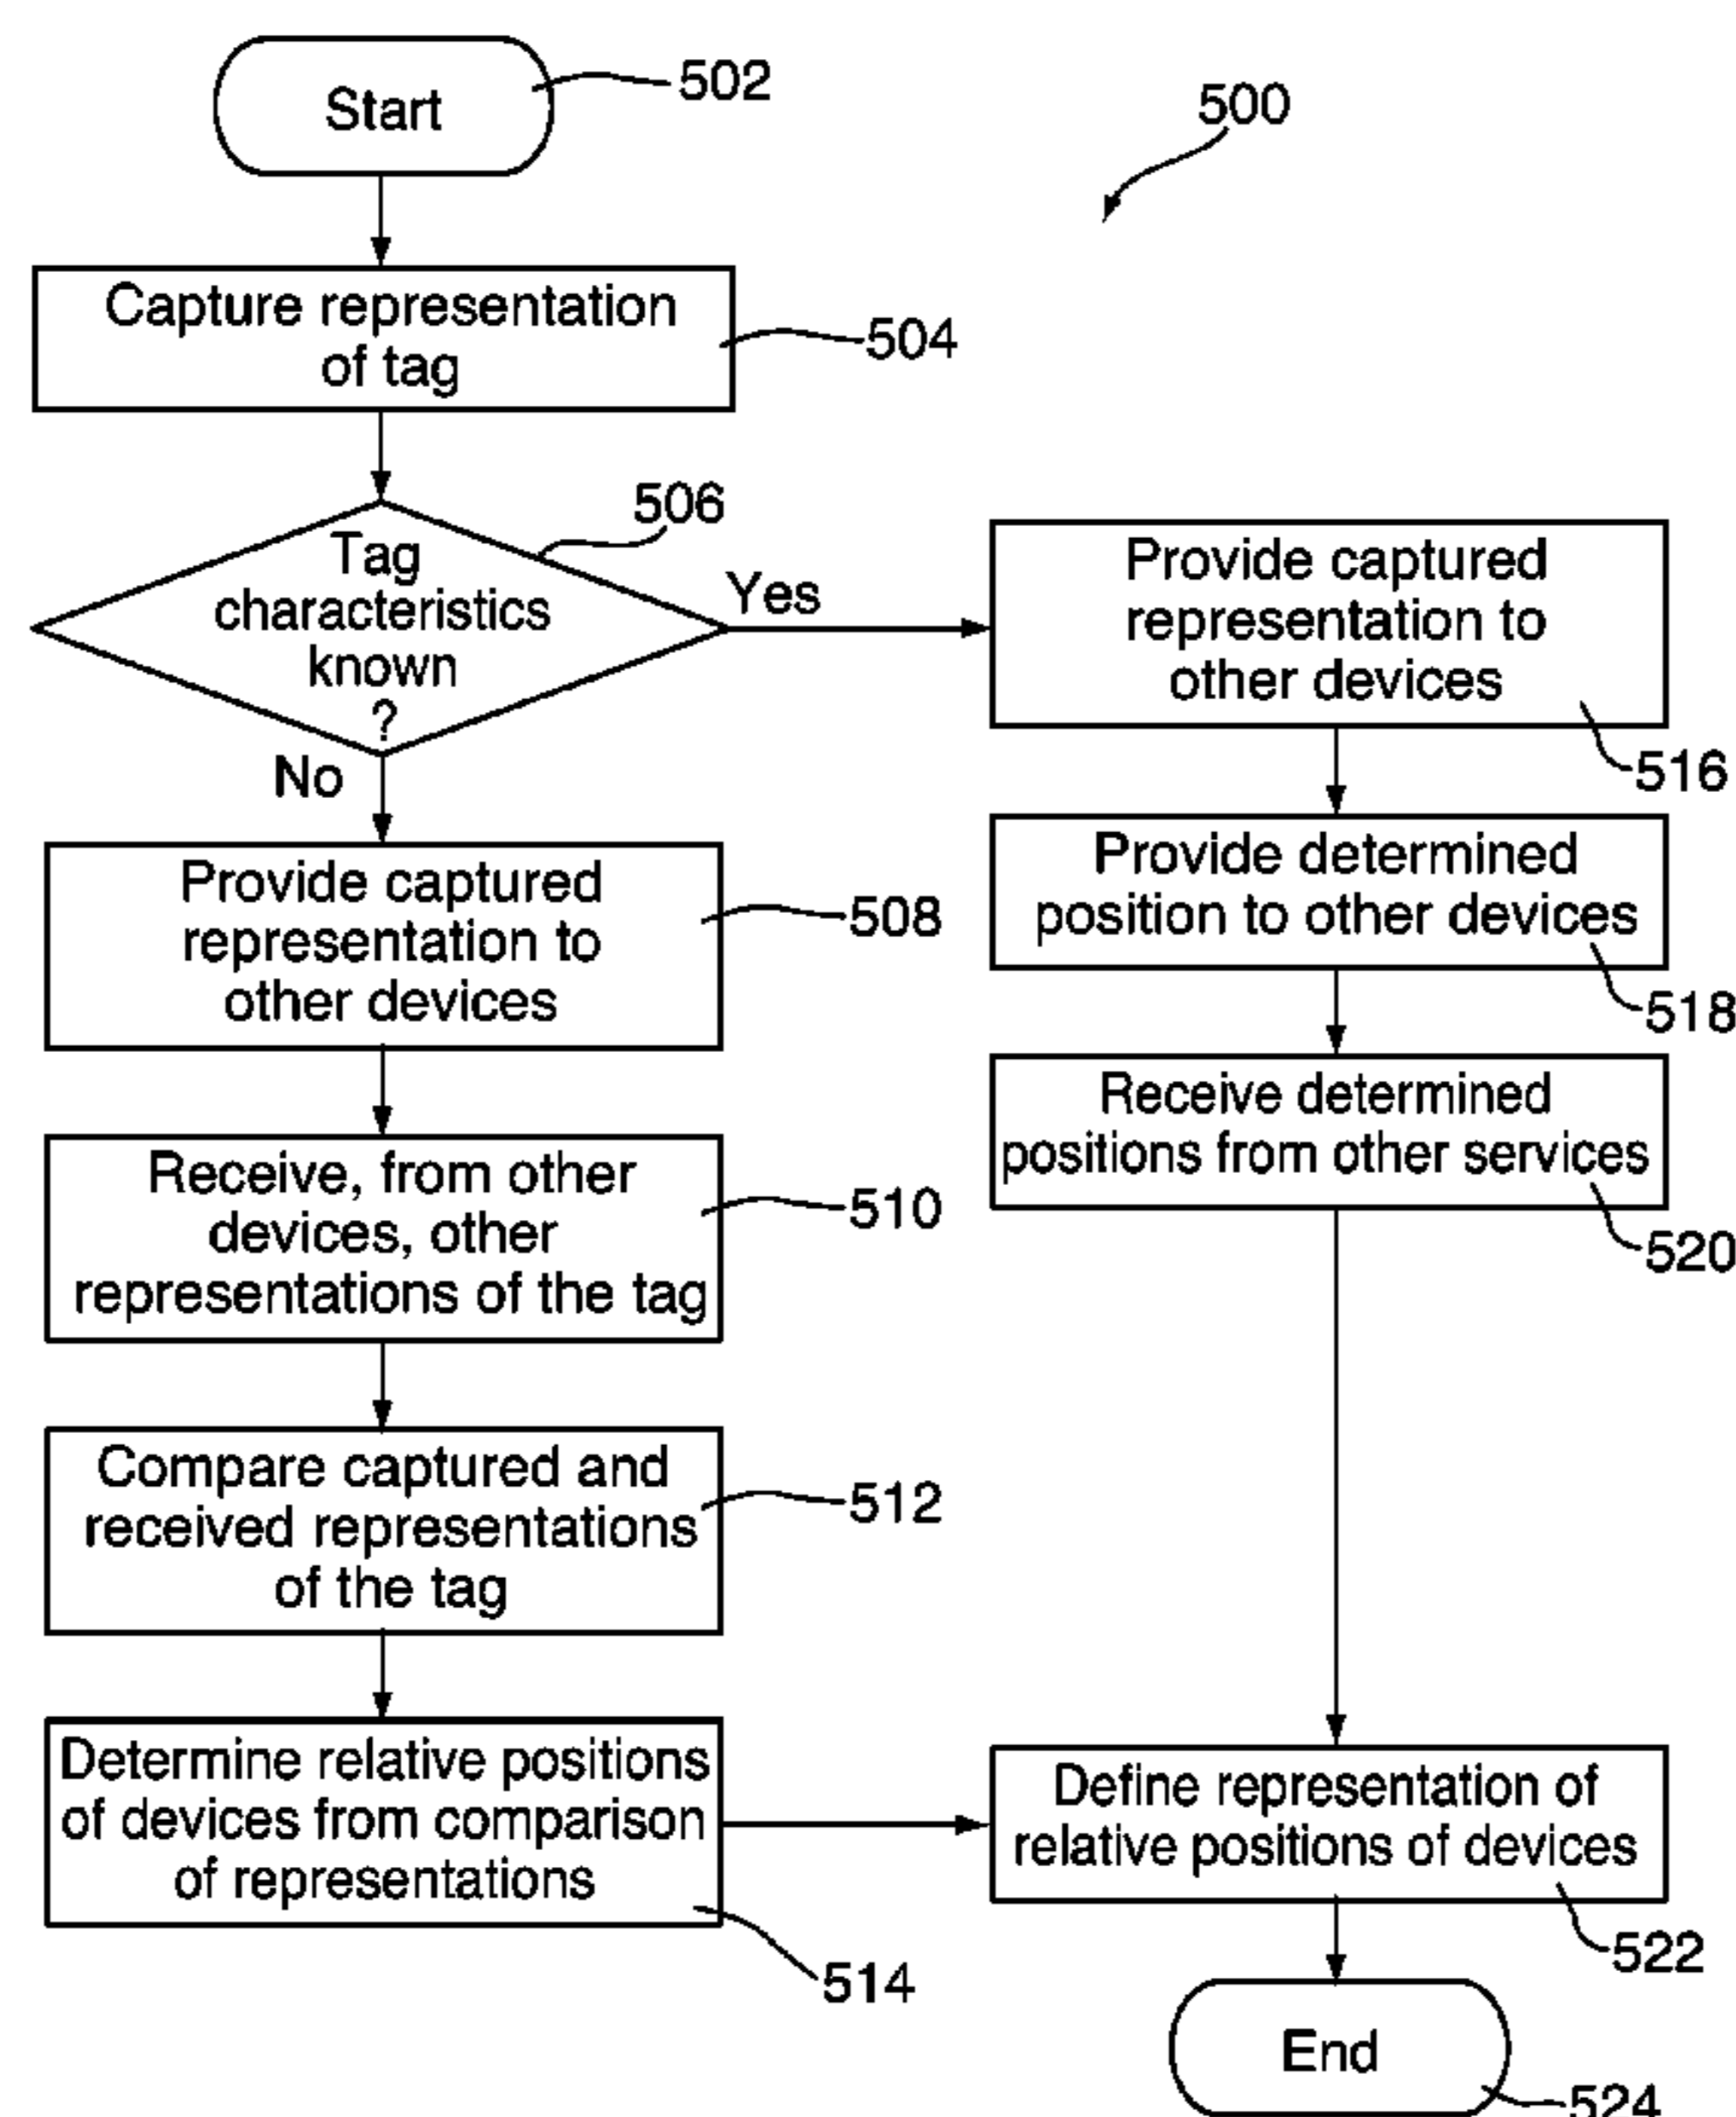 Start
502
500
Capture representation
of tag
504
506
Tag
characteristics
known
?
Yes
No
Provide captured
representation to
other devices
508
Receive, from other
devices, other
representations of the tag
510
Compare captured and
received representations
of the tag
512
Determine relative positions
of devices from comparison
of representations
514
Provide captured
representation to
other devices
516
Provide determined
position to other devices
518
Receive determined
positions from other services
520
Define representation of
relative positions of devices
522
End
524